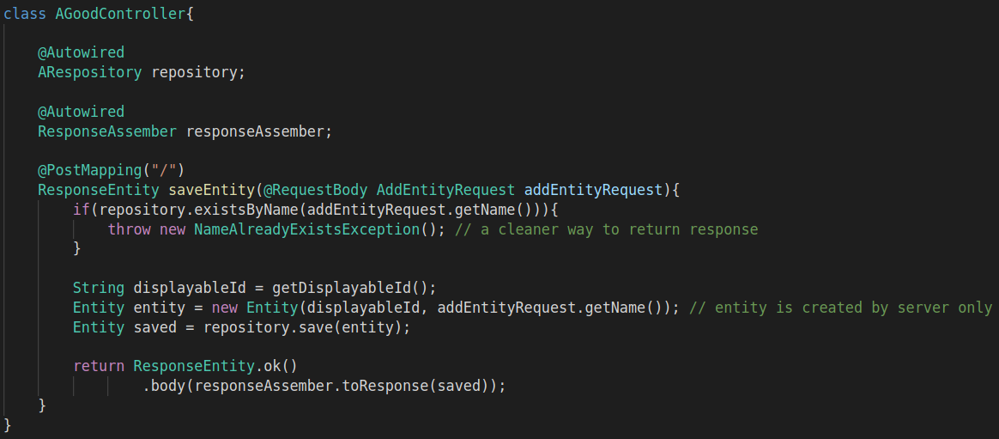 class AGoodController{
@Autowired
ARespository repository;
@Autowired
ResponseAssember responseAssember;
@PostMapping("/")
ResponseEntity saveEntity(@RequestBody AddEntityRequest addEntityRequest){
if(repository.existsByName(addEntityRequest.getName())){
throw new NameAlreadyExistsException(); // a cleaner way to return response
}
String displayableId = getDisplayableId();
Entity entity = new Entity(displayableId, addEntityRequest.getName()); // entity is created by server only
Entity saved = repository.save(entity);
return ResponseEntity.ok()
.body(responseAssember.toResponse(saved));
}
}